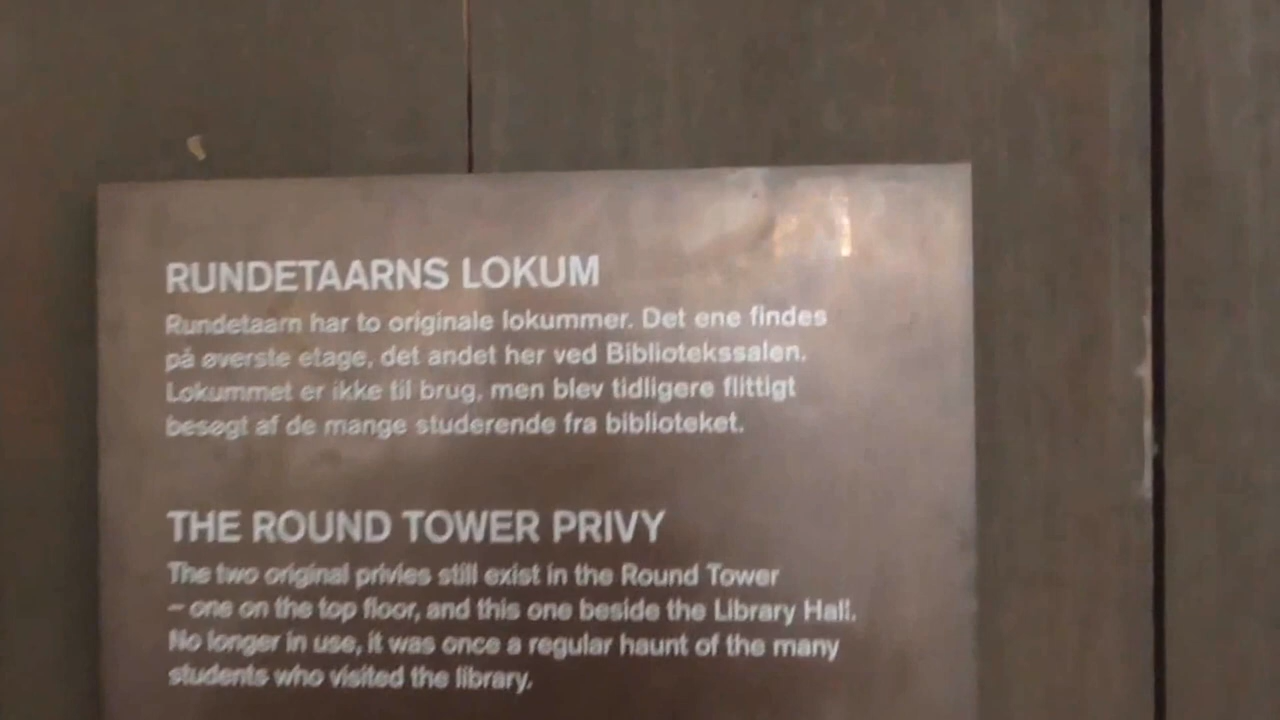 RUNDETAARNS LOKUM
Rundetaarn har to originale lokummer. Det ene findes
på øverste etage, det andet her ved Bibliotekssalen.
Lokummet er ikke til brug, men blev tidligere flittigt
besøgt af de mange studerende fra biblioteket.
THE ROUND TOWER PRIVY
The two original privies still exist in the Round Tower
– one on the top floor, and this one beside the Library Hall.
No longer in use, it was once a regular haunt of the many
students who visited the library.